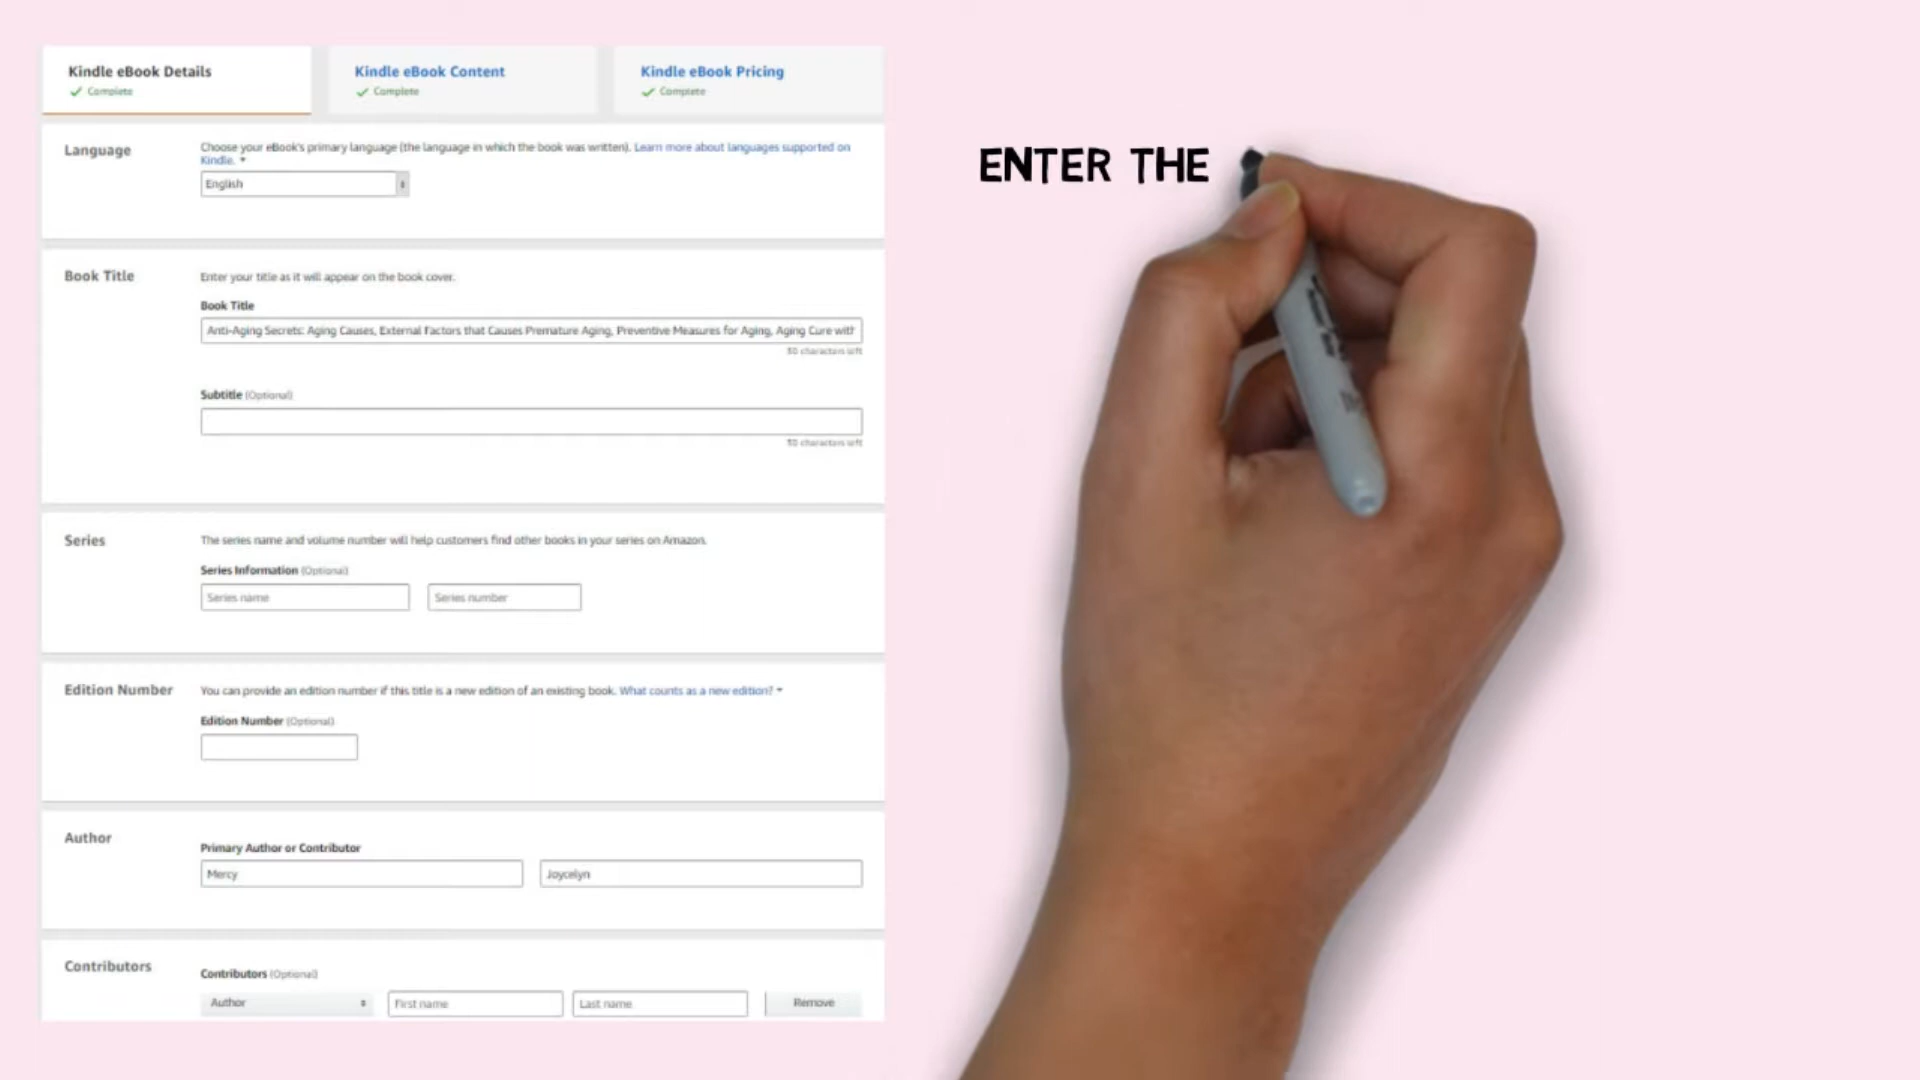 Kindle eBook Details
Complete
Kindle eBook Content
Complete
Kindle eBook Pricing
Complete
Language
Choose your eBook's primary language (the language in which the book was written). Learn more about languages supported on
Kindle.
English
Book Title
Enter your title as it will appear on the book cover.
Book Title
Anti-Aging Secrets: Aging Causes, External Factors that Causes Premature Aging, Preventive Measures for Aging, Aging Cure with
characters left
Subtitle (Optional)
characters left
Series
The series name and volume number will help customers find other books in your series on Amazon.
Series Information (Optional)
Series name Series number
Edition Number
You can provide an edition number if this title is a new edition of an existing book. What counts as a new edition?
Edition Number (Optional)
Author
Primary Author or Contributor
Mercy Joycelyn
Contributors
Contributors (Optional)
Author First name Last name Remove
ENTER THE